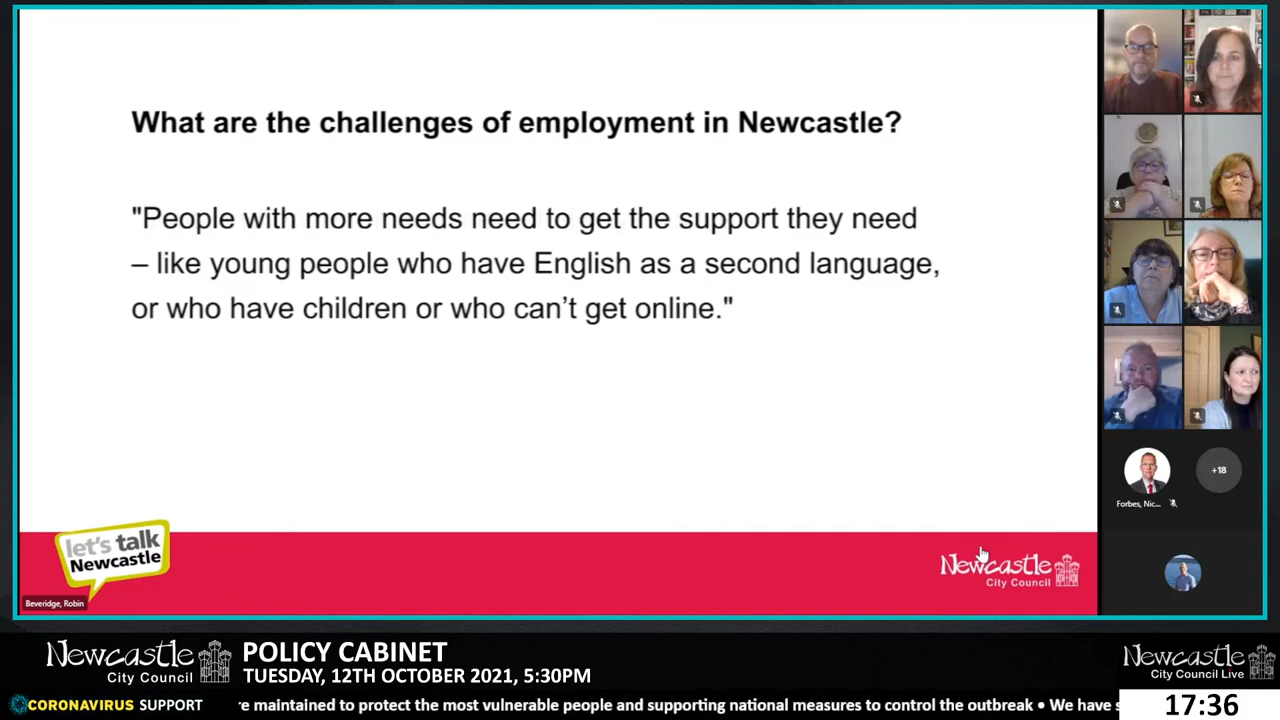 What are the challenges of employment in Newcastle?
"People with more needs need to get the support they need
– like young people who have English as a second language,
or who have children or who can’t get online."
let's talk
Newcastle
Beveridge, Robin
Newcastle
City Council
+18
Forbes, Nic...
Newcastle
City Council
POLICY CABINET
TUESDAY, 12TH OCTOBER 2021, 5:30PM
Newcastle
City Council Live
CORONAVIRUS SUPPORT
e maintained to protect the most vulnerable people and supporting national measures to control the outbreak • We have s
17:36